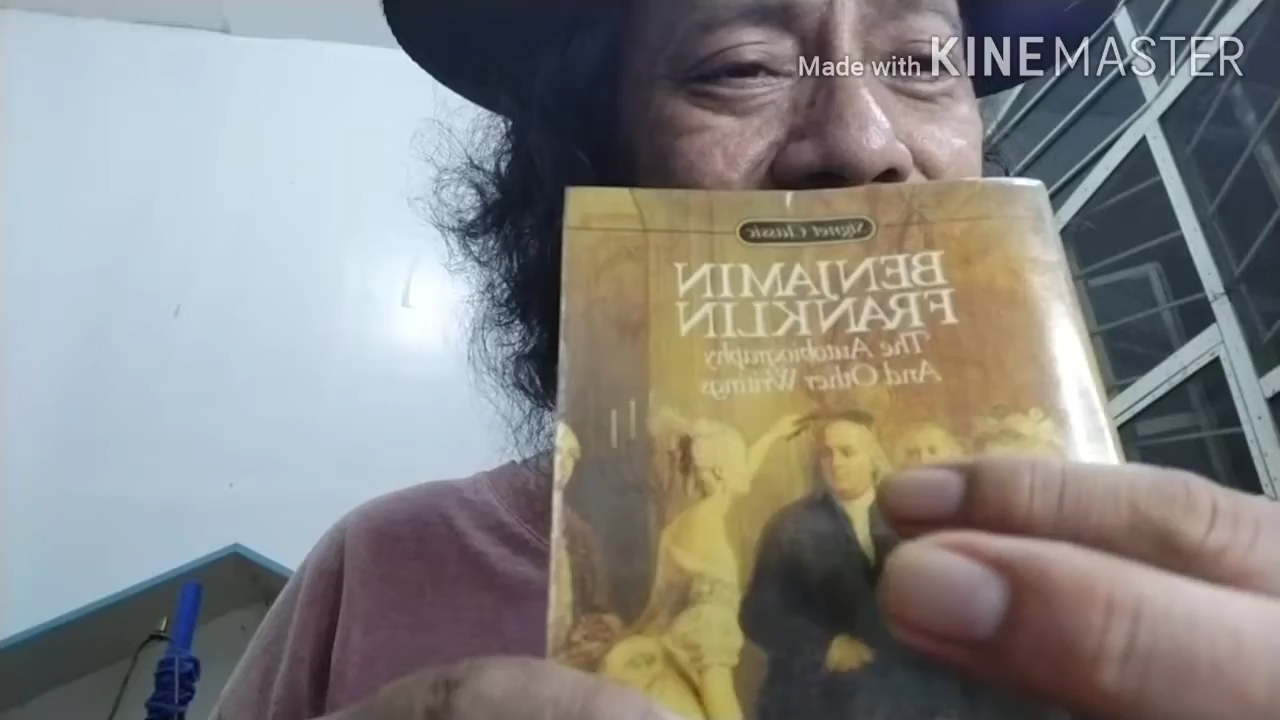 Made with KINEMASTER
Signet Classic
BENJAMIN
FRANKLIN
The Autobiography
And Other Writings